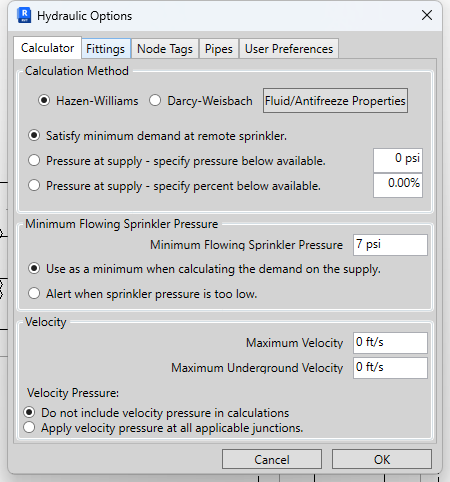 Hydraulic Options
Calculator Fittings Node Tags Pipes User Preferences
Calculation Method
Hazen-Williams Darcy-Weisbach Fluid/Antifreeze Properties
Satisfy minimum demand at remote sprinkler.
Pressure at supply - specify pressure below available. 0 psi
Pressure at supply - specify percent below available. 0.00%
Minimum Flowing Sprinkler Pressure
Minimum Flowing Sprinkler Pressure 7 psi
Use as a minimum when calculating the demand on the supply.
Alert when sprinkler pressure is too low.
Velocity
Maximum Velocity 0 ft/s
Maximum Underground Velocity 0 ft/s
Velocity Pressure:
Do not include velocity pressure in calculations
Apply velocity pressure at all applicable junctions.
Cancel OK